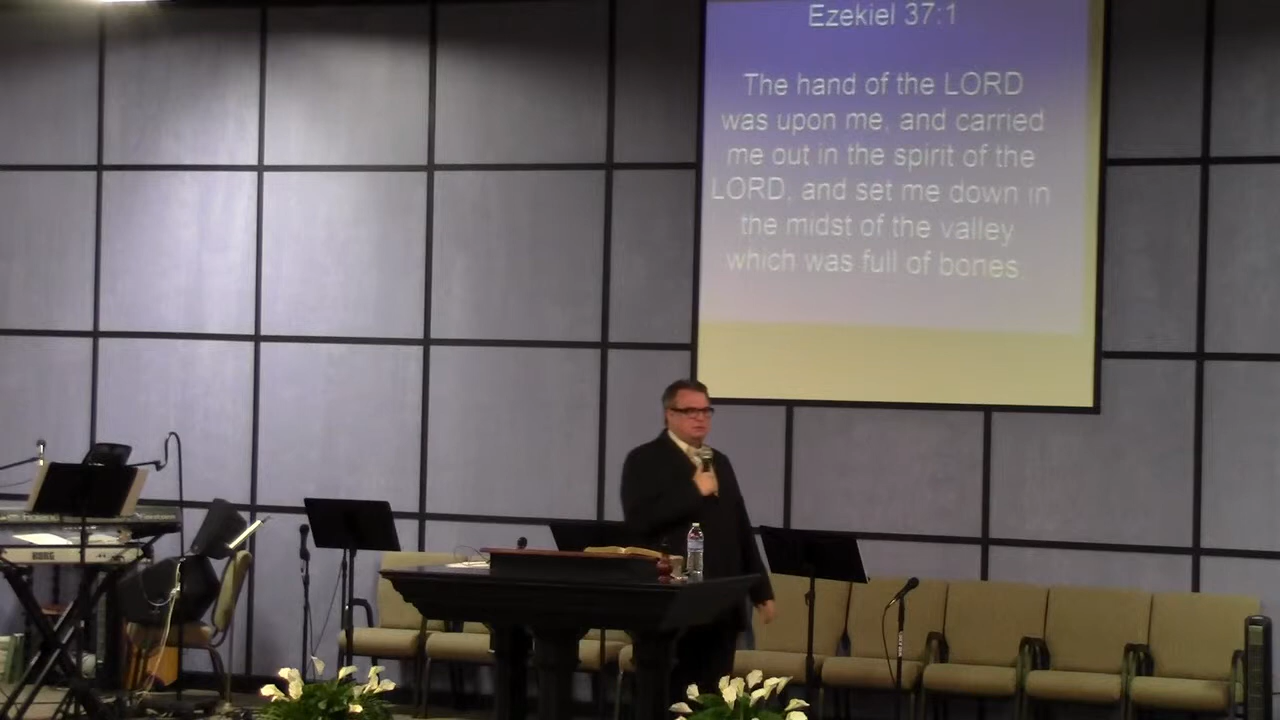 Ezekiel 37:1
The hand of the LORD
was upon me, and carried
me out in the spirit of the
LORD, and set me down in
the midst of the valley
which was full of bones.
KORG